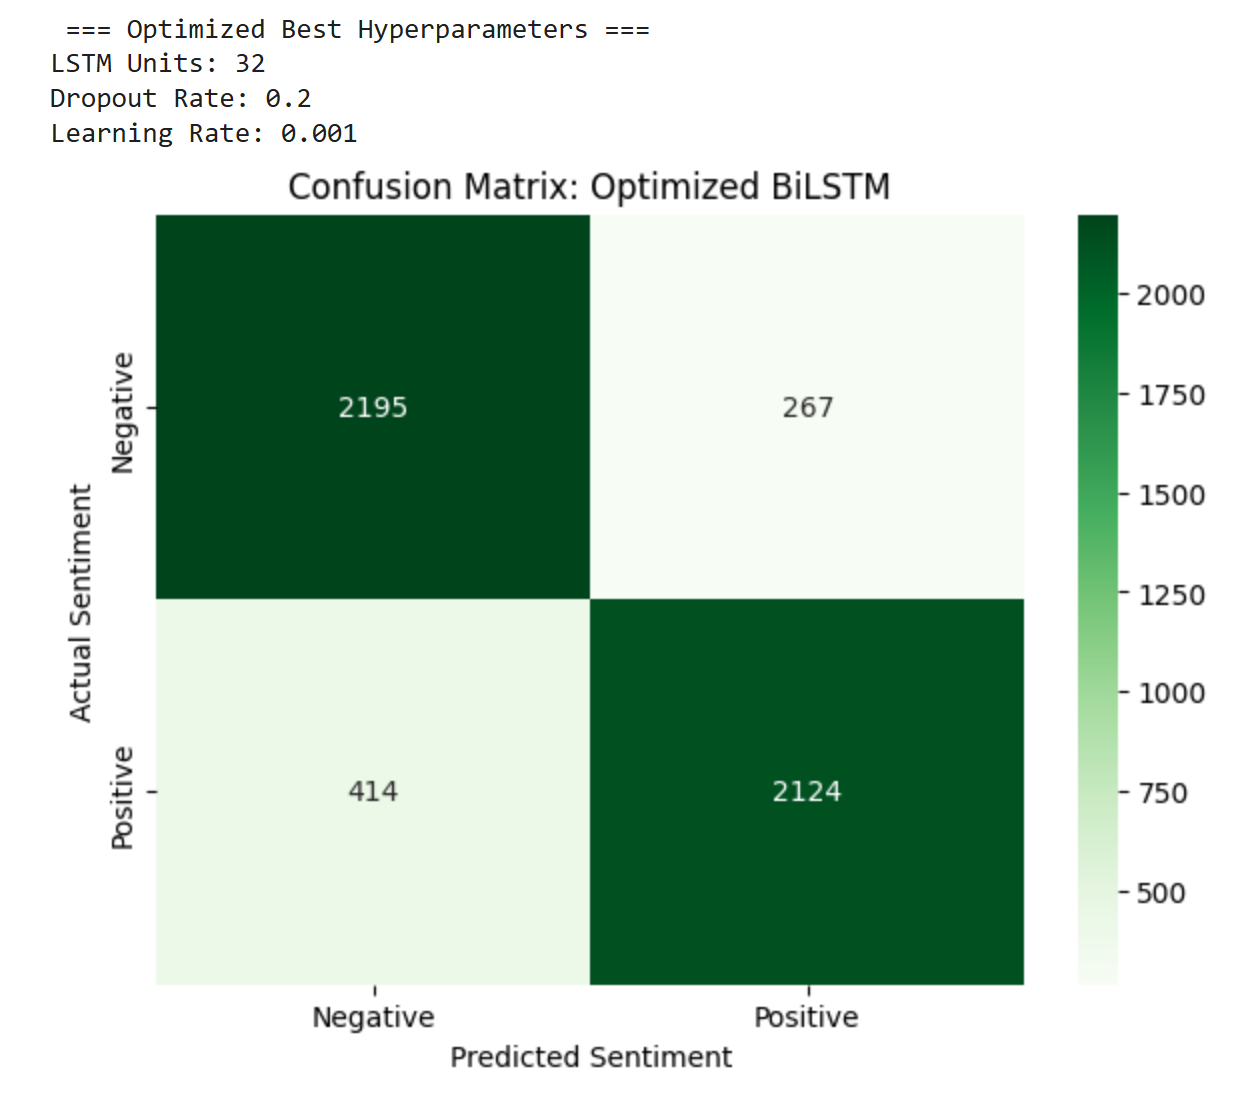 === Optimized Best Hyperparameters ===
LSTM Units: 32
Dropout Rate: 0.2
Learning Rate: 0.001
Confusion Matrix: Optimized BiLSTM
Actual Sentiment
Negative
2195
267
Positive
414
2124
Negative
Positive
Predicted Sentiment
2000
1750
1500
1250
1000
750
500